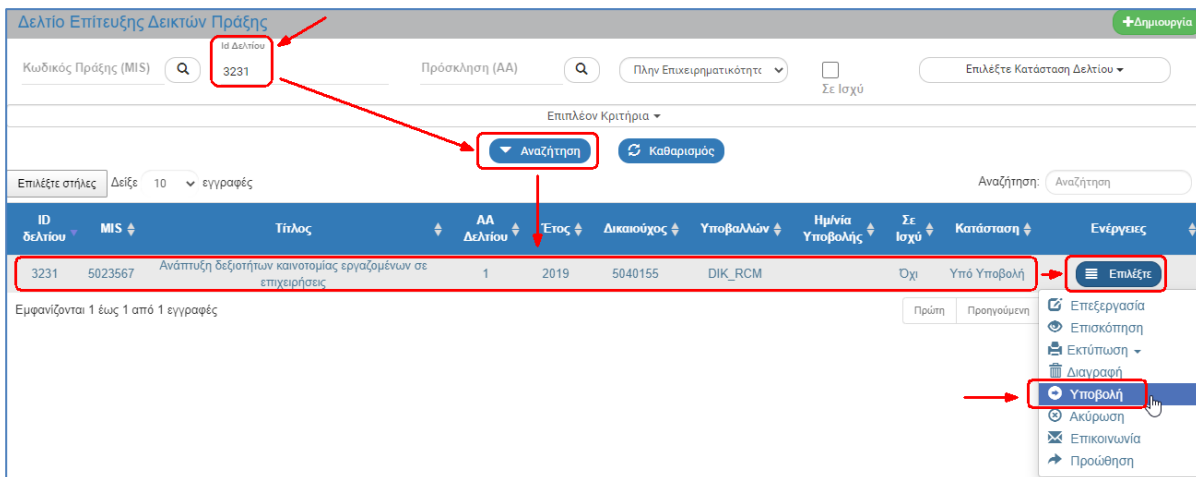 Δελτίο Επίτευξης Δεικτών Πράξης
+Δημιουργία
Id Δελτίου
Κωδικός Πράξης (MIS) 3231 Πρόσκληση (ΑΑ) Πλην Επιχειρηματικότητα Επιλέξτε Κατάσταση Δελτίου
Σε Ισχύ
Επιπλέον Κριτήρια
Αναζήτηση Καθαρισμός
Επιλέξτε στήλες Δείξε 10 εγγραφές Αναζήτηση: Αναζήτηση
ID δελτίου MIS Τίτλος ΑΑ Δελτίου Έτος Δικαιούχος Υποβαλλών Ημ/νία Υποβολής Σε Ισχύ Κατάσταση Ενέργειες
3231 5023567 Ανάπτυξη δεξιοτήτων καινοτομίας εργαζομένων σε επιχειρήσεις 1 2019 5040155 DIK_RCM Όχι Υπό Υποβολή Επιλέξτε
Εμφανίζονται 1 έως 1 από 1 εγγραφές Πρώτη Προηγούμενη
Επεξεργασία
Επισκόπηση
Εκτύπωση
Διαγραφή
Υποβολή
Ακύρωση
Επικοινωνία
Προώθηση